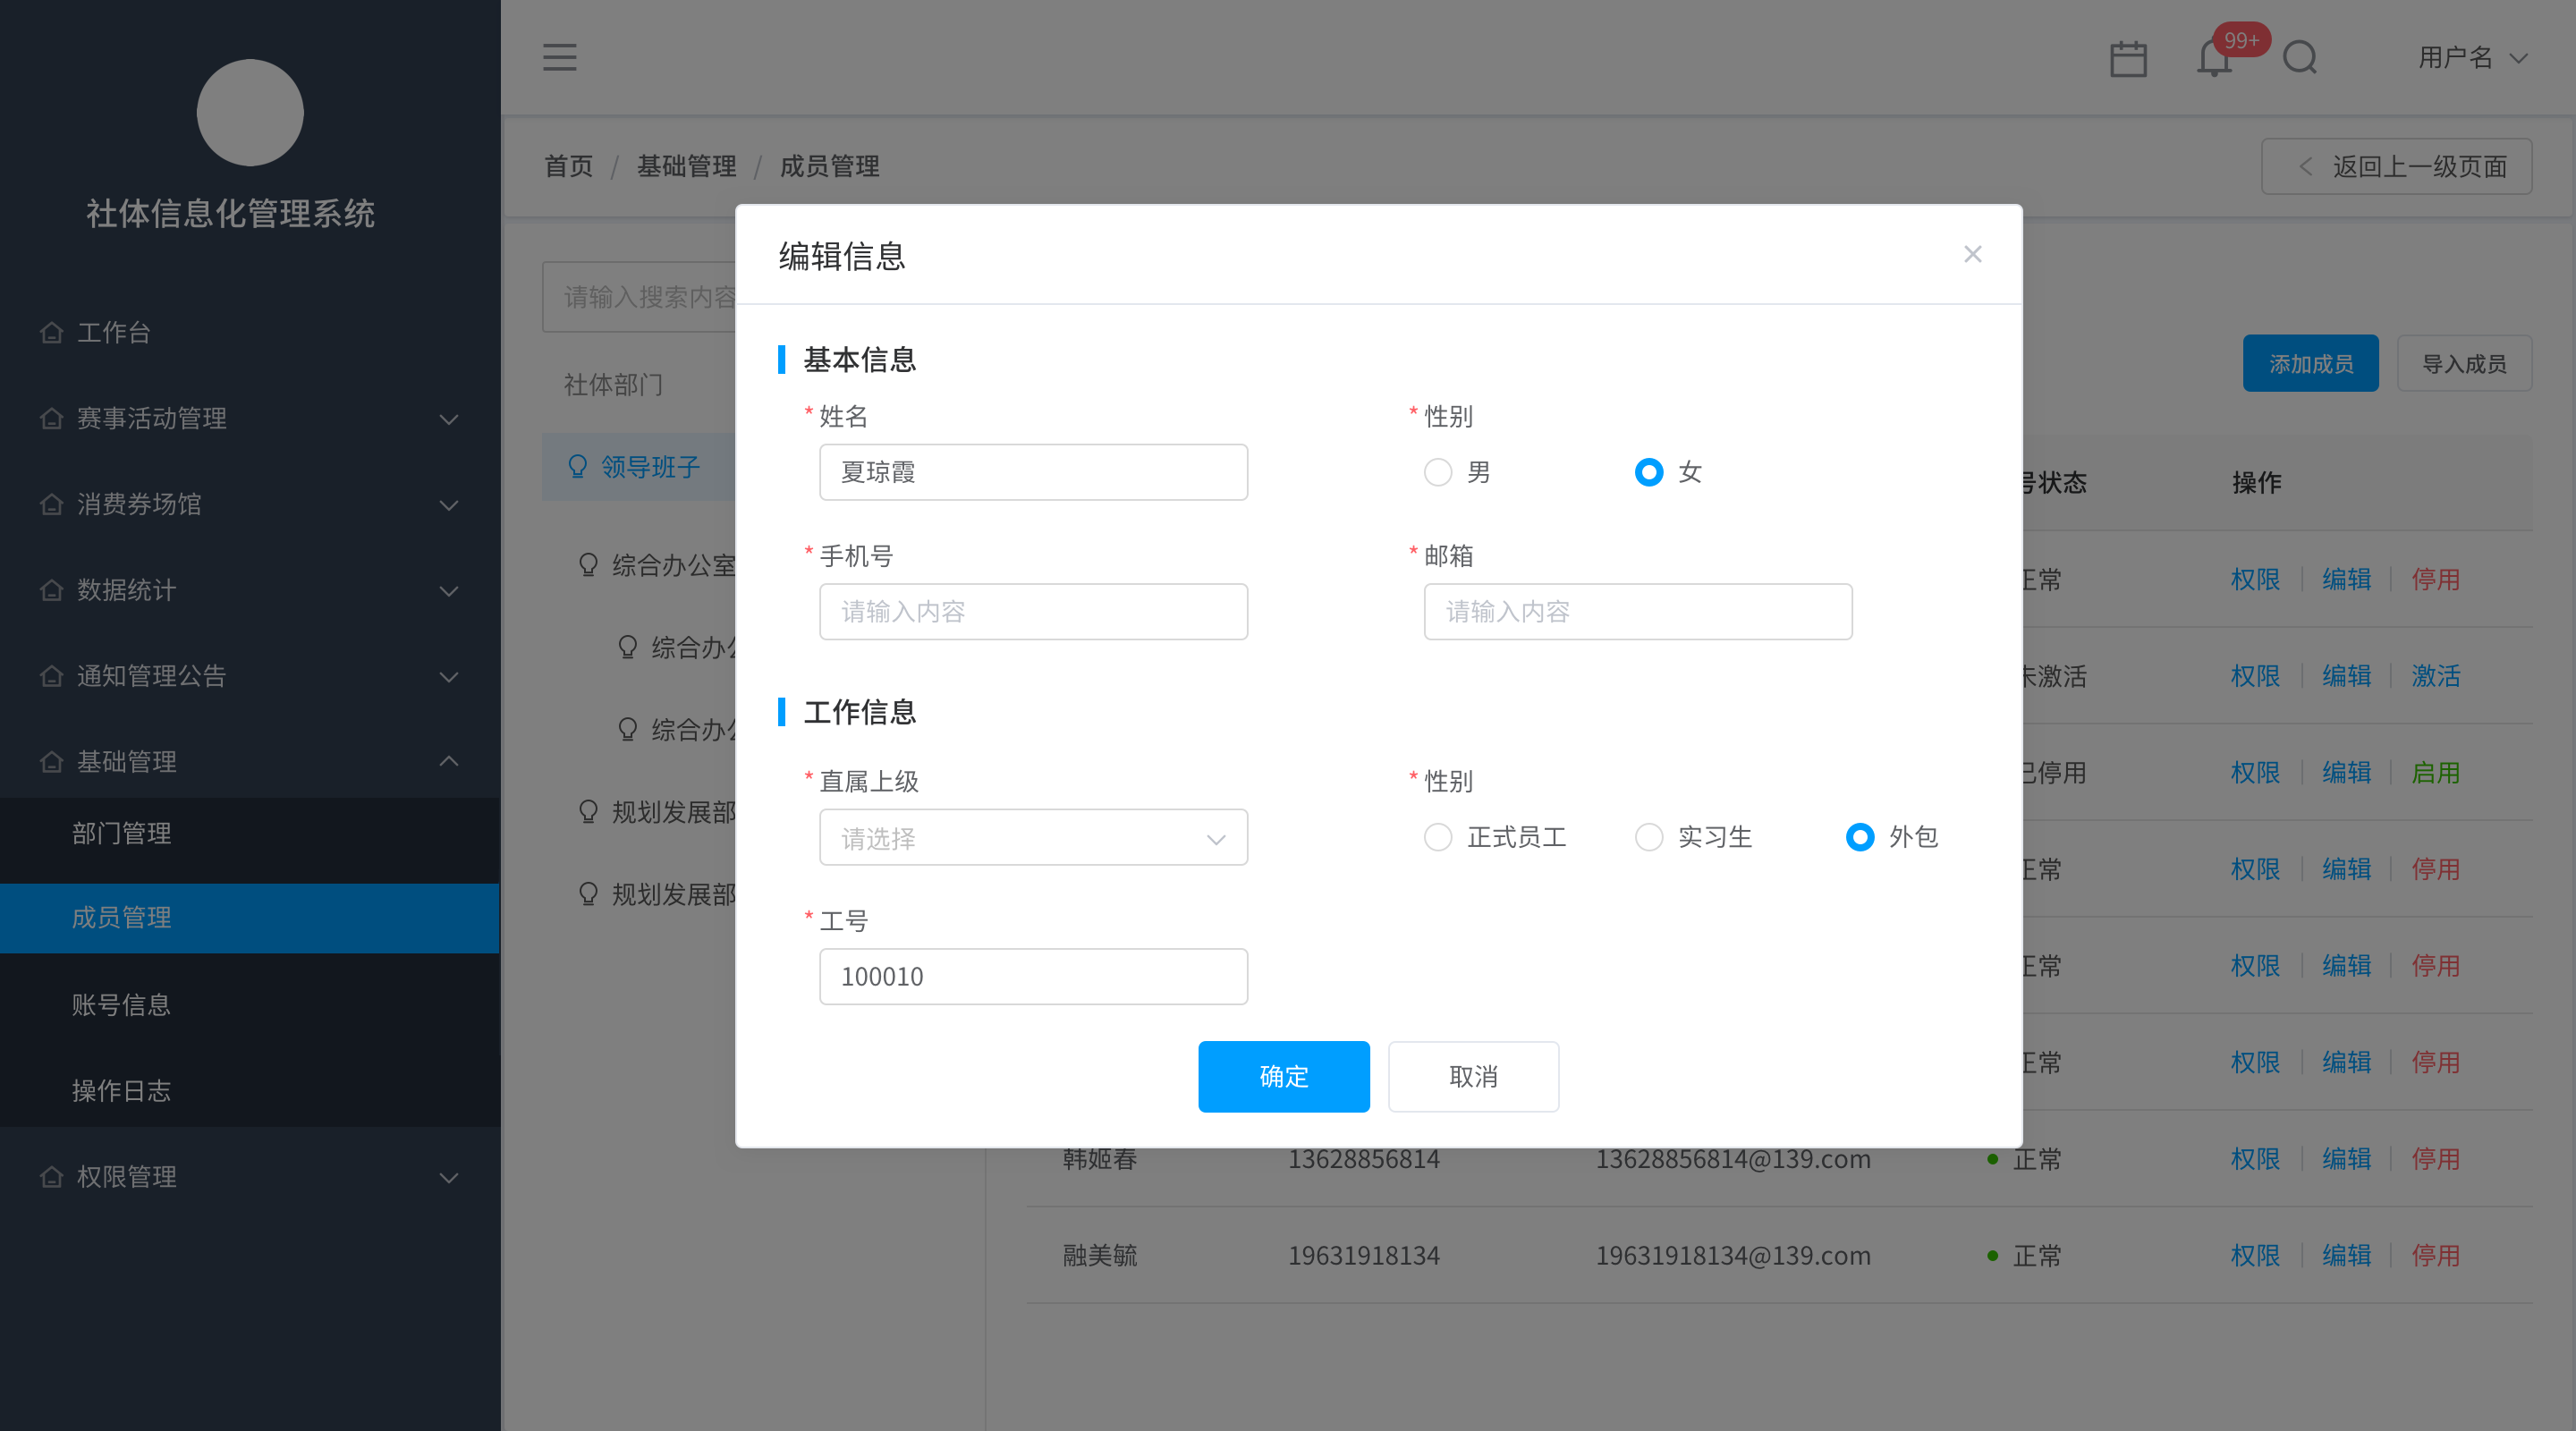 社体信息化管理系统
工作台
赛事活动管理
消费券场馆
数据统计
通知管理公告
基础管理
部门管理
成员管理
账号信息
操作日志
权限管理
99+
用户名
首页 / 基础管理 / 成员管理
返回上一级页面
请输入搜索内容
社体部门
领导班子
综合办公室
综合办
综合办
规划发展部
规划发展部
添加成员 导入成员
状态 操作
正常 权限 编辑 停用
未激活 权限 编辑 激活
已停用 权限 编辑 启用
正常 权限 编辑 停用
正常 权限 编辑 停用
正常 权限 编辑 停用
韩姬春 13628856814 13628856814@139.com 正常 权限 编辑 停用
融美毓 19631918134 19631918134@139.com 正常 权限 编辑 停用
编辑信息
基本信息
* 姓名 * 性别
夏琼霞 男 女
* 手机号 * 邮箱
请输入内容 请输入内容
工作信息
* 直属上级 * 性别
请选择 正式员工 实习生 外包
* 工号
100010
确定 取消